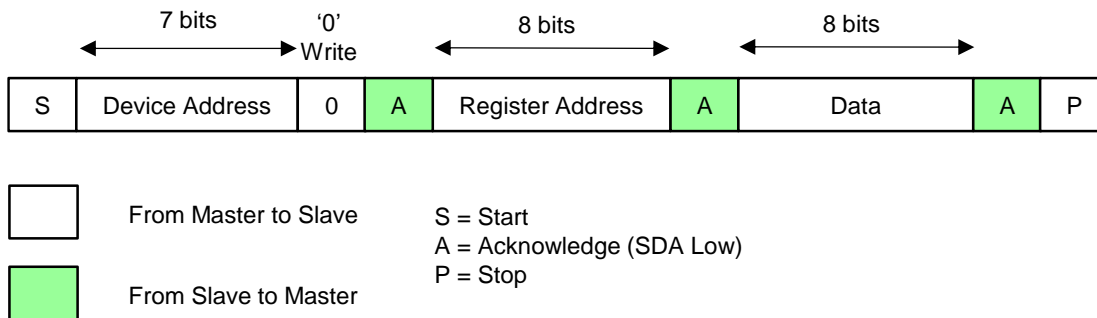 7 bits
‘0’
Write
8 bits
8 bits
S Device Address 0 A Register Address A Data A P
From Master to Slave
S = Start
A = Acknowledge (SDA Low)
P = Stop
From Slave to Master